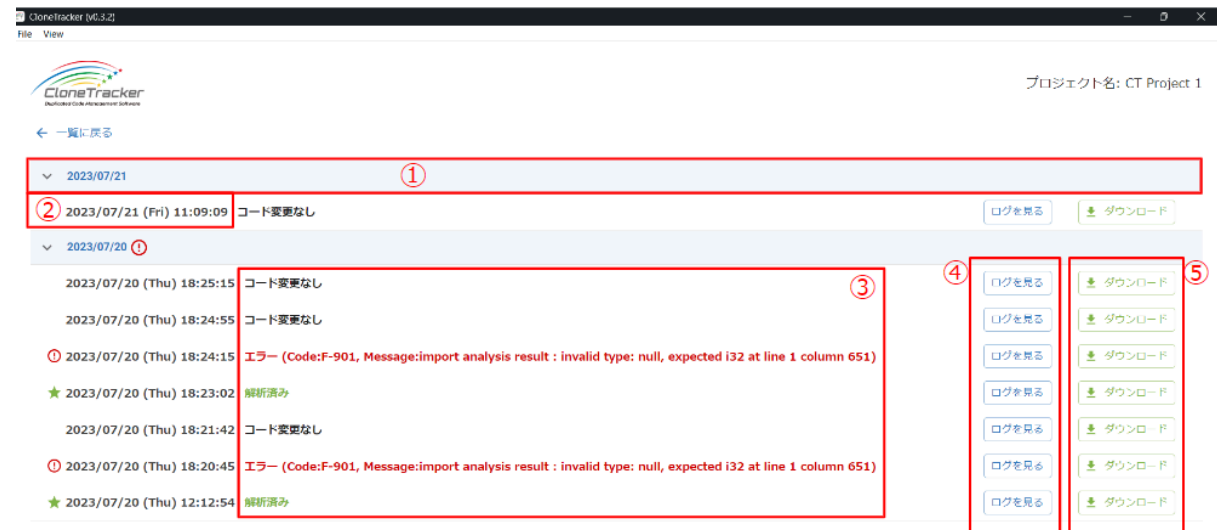 CloneTracker (v0.3.2)
File View
CloneTracker
Duplicated Code Management Software
プロジェクト名: CT Project 1
← 一覧に戻る
2023/07/21 ①
② 2023/07/21 (Fri) 11:09:09 コード変更なし ログを見る ダウンロード
2023/07/20
③ ④ ⑤
2023/07/20 (Thu) 18:25:15 コード変更なし ログを見る ダウンロード
2023/07/20 (Thu) 18:24:55 コード変更なし ログを見る ダウンロード
2023/07/20 (Thu) 18:24:15 エラー (Code:F-901, Message:import analysis result : invalid type: null, expected i32 at line 1 column 651) ログを見る ダウンロード
★ 2023/07/20 (Thu) 18:23:02 解析済み ログを見る ダウンロード
2023/07/20 (Thu) 18:21:42 コード変更なし ログを見る ダウンロード
2023/07/20 (Thu) 18:20:45 エラー (Code:F-901, Message:import analysis result : invalid type: null, expected i32 at line 1 column 651) ログを見る ダウンロード
★ 2023/07/20 (Thu) 12:12:54 解析済み ログを見る ダウンロード